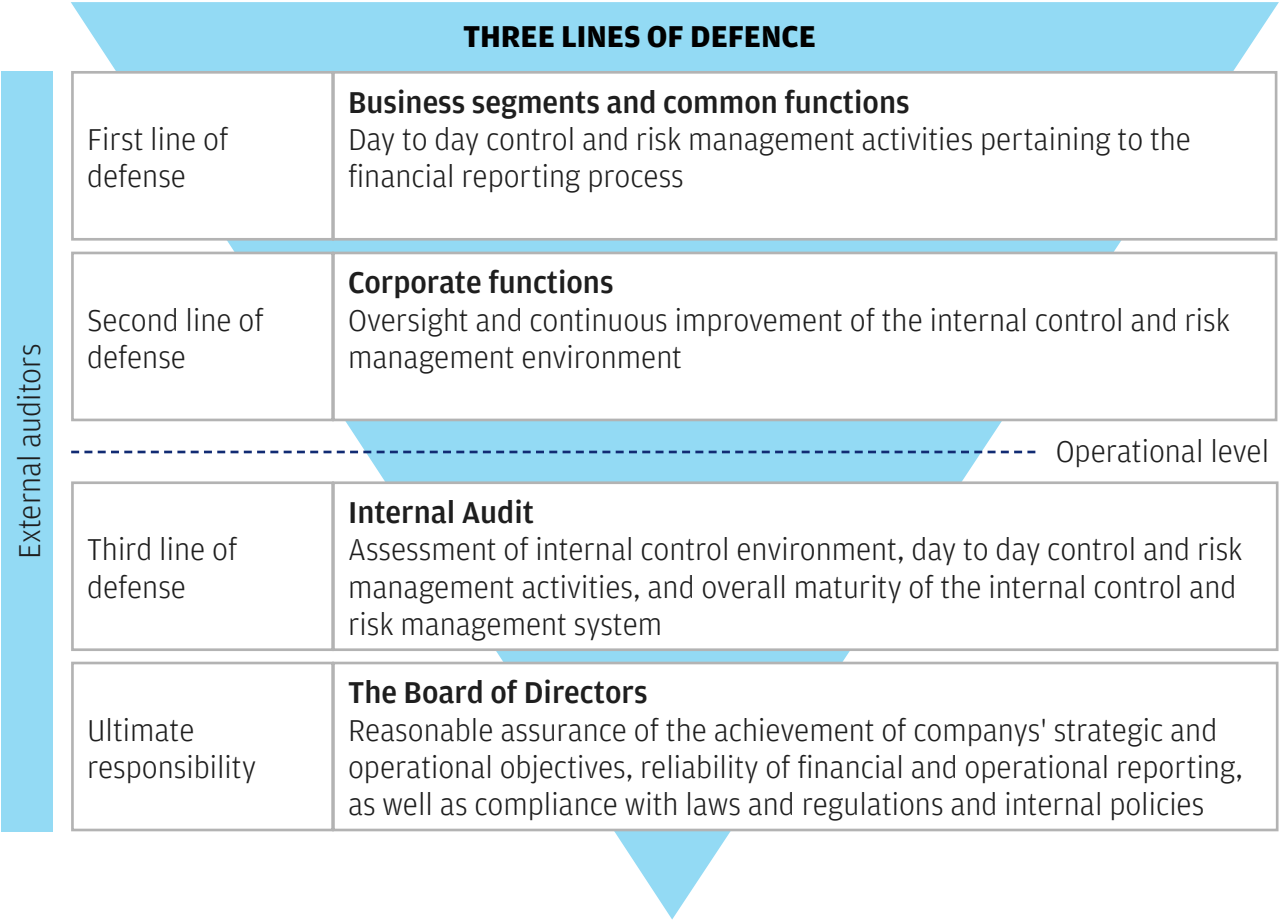 THREE LINES OF DEFENCE
External auditors
First line of
defense
Business segments and common functions
Day to day control and risk management activities pertaining to the
financial reporting process
Second line of
defense
Corporate functions
Oversight and continuous improvement of the internal control and risk
management environment
Operational level
Third line of
defense
Internal Audit
Assessment of internal control environment, day to day control and risk
management activities, and overall maturity of the internal control and
risk management system
Ultimate
responsibility
The Board of Directors
Reasonable assurance of the achievement of companys' strategic and
operational objectives, reliability of financial and operational reporting,
as well as compliance with laws and regulations and internal policies